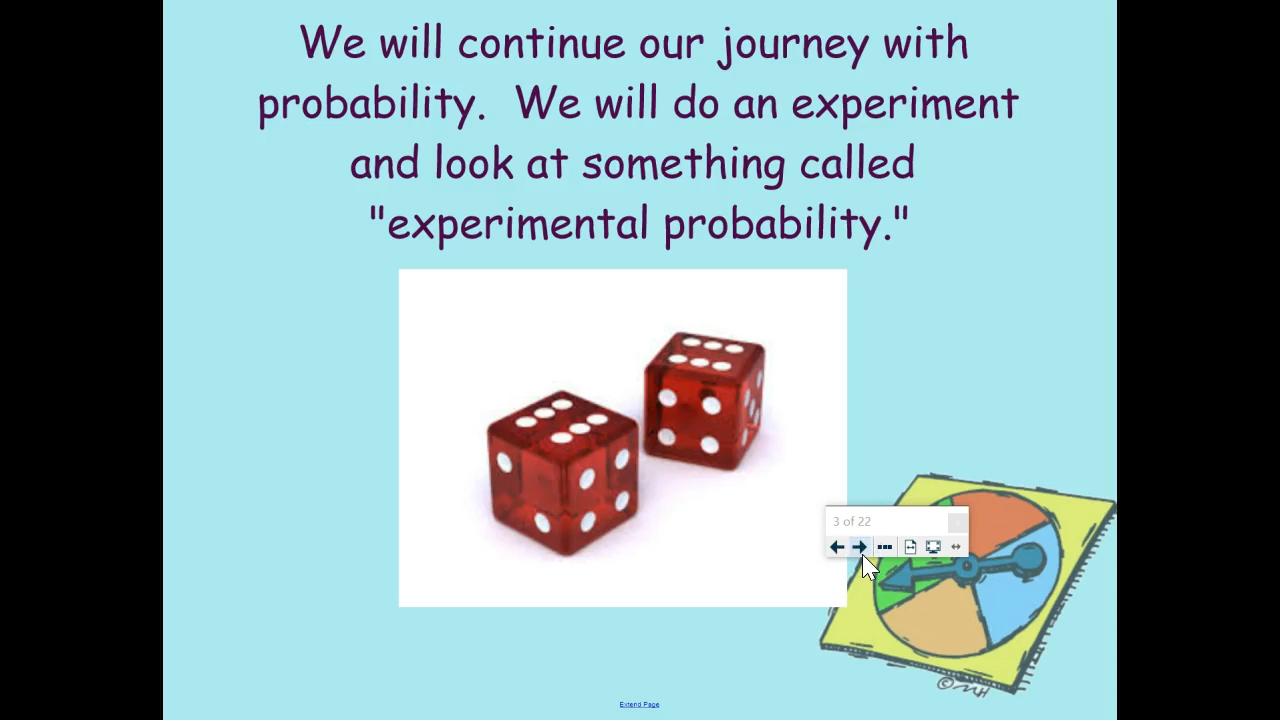 We will continue our journey with
probability.  We will do an experiment
and look at something called
"experimental probability."
3 of 22
Extend Page